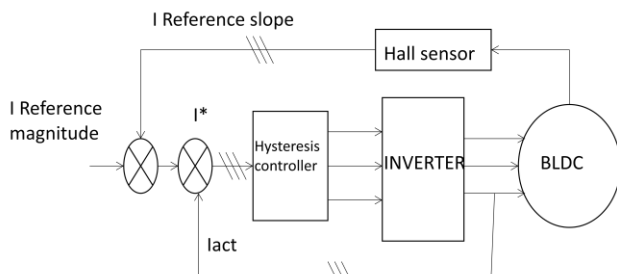 I Reference slope
Hall sensor
I Reference
magnitude
I*
Hysteresis
controller
INVERTER
BLDC
Iact